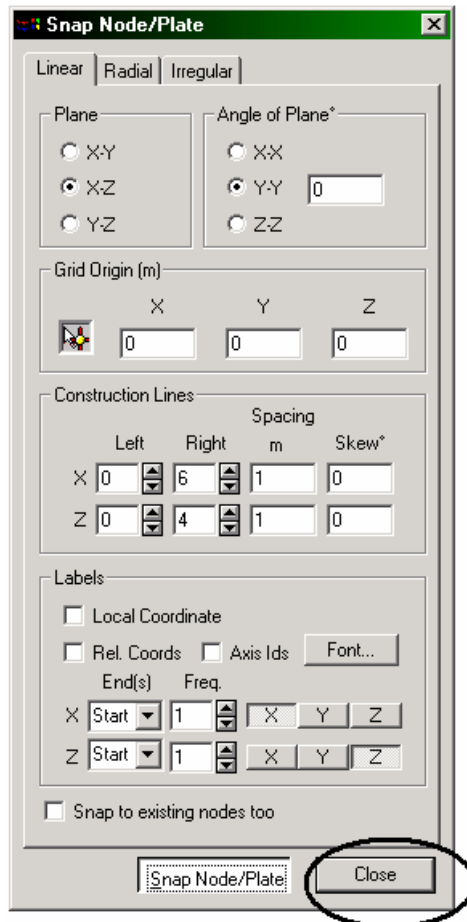 Snap Node/Plate
Linear Radial Irregular
Plane
Angle of Plane°
X-Y
X-X
X-Z
Y-Y 0
Y-Z
Z-Z
Grid Origin (m)
X Y Z
0 0 0
Construction Lines
Spacing
Left Right m Skew°
X 0 6 1 0
Z 0 4 1 0
Labels
Local Coordinate
Rel. Coords Axis Ids Font...
End(s) Freq.
X Start 1 X Y Z
Z Start 1 X Y Z
Snap to existing nodes too
Snap Node/Plate Close